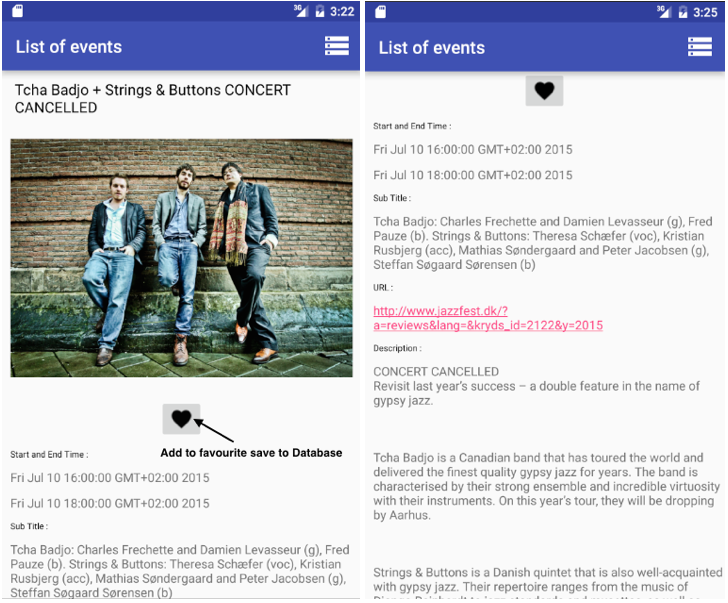 3G 3:22
List of events
Tcha Badjo + Strings & Buttons CONCERT
CANCELLED
Add to favourite save to Database
Start and End Time :
Fri Jul 10 16:00:00 GMT+02:00 2015
Fri Jul 10 18:00:00 GMT+02:00 2015
Sub Title :
Tcha Badjo: Charles Frechette and Damien Levasseur (g), Fred
Pauze (b). Strings & Buttons: Theresa Schæfer (voc), Kristian
Rusbjerg (acc), Mathias Søndergaard and Peter Jacobsen (g),
Steffan Søgaard Sørensen (b)
3G 3:25
List of events
Start and End Time :
Fri Jul 10 16:00:00 GMT+02:00 2015
Fri Jul 10 18:00:00 GMT+02:00 2015
Sub Title :
Tcha Badjo: Charles Frechette and Damien Levasseur (g), Fred
Pauze (b). Strings & Buttons: Theresa Schæfer (voc), Kristian
Rusbjerg (acc), Mathias Søndergaard and Peter Jacobsen (g),
Steffan Søgaard Sørensen (b)
URL :
http://www.jazzfest.dk/?
a=reviews&lang=&kryds_id=2122&y=2015
Description :
CONCERT CANCELLED
Revisit last year's success – a double feature in the name of
gypsy jazz.
Tcha Badjo is a Canadian band that has toured the world and
delivered the finest quality gypsy jazz for years. The band is
characterised by their strong ensemble and incredible virtuosity
with their instruments. On this year's tour, they will be dropping
by Aarhus.
Strings & Buttons is a Danish quintet that is also well-acquainted
with gypsy jazz. Their repertoire ranges from the music of